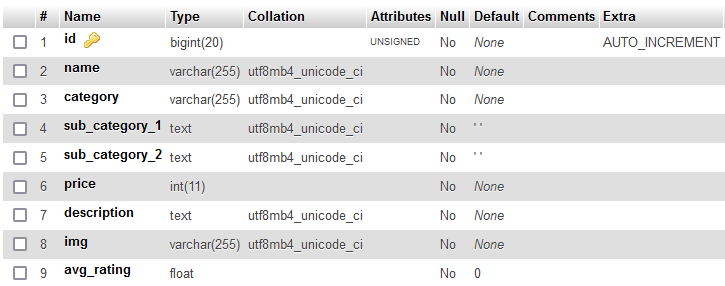 # Name Type Collation Attributes Null Default Comments Extra
1 id bigint(20) UNSIGNED No None AUTO_INCREMENT
2 name varchar(255) utf8mb4_unicode_ci No None
3 category varchar(255) utf8mb4_unicode_ci No None
4 sub_category_1 text utf8mb4_unicode_ci No ' '
5 sub_category_2 text utf8mb4_unicode_ci No ' '
6 price int(11) No None
7 description text utf8mb4_unicode_ci No None
8 img varchar(255) utf8mb4_unicode_ci No None
9 avg_rating float No 0